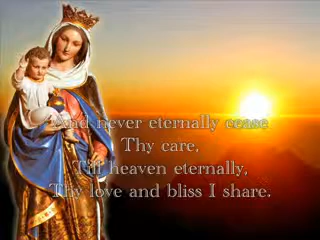 And never eternally cease
Thy care,
Till heaven eternally,
Thy love and bliss I share.